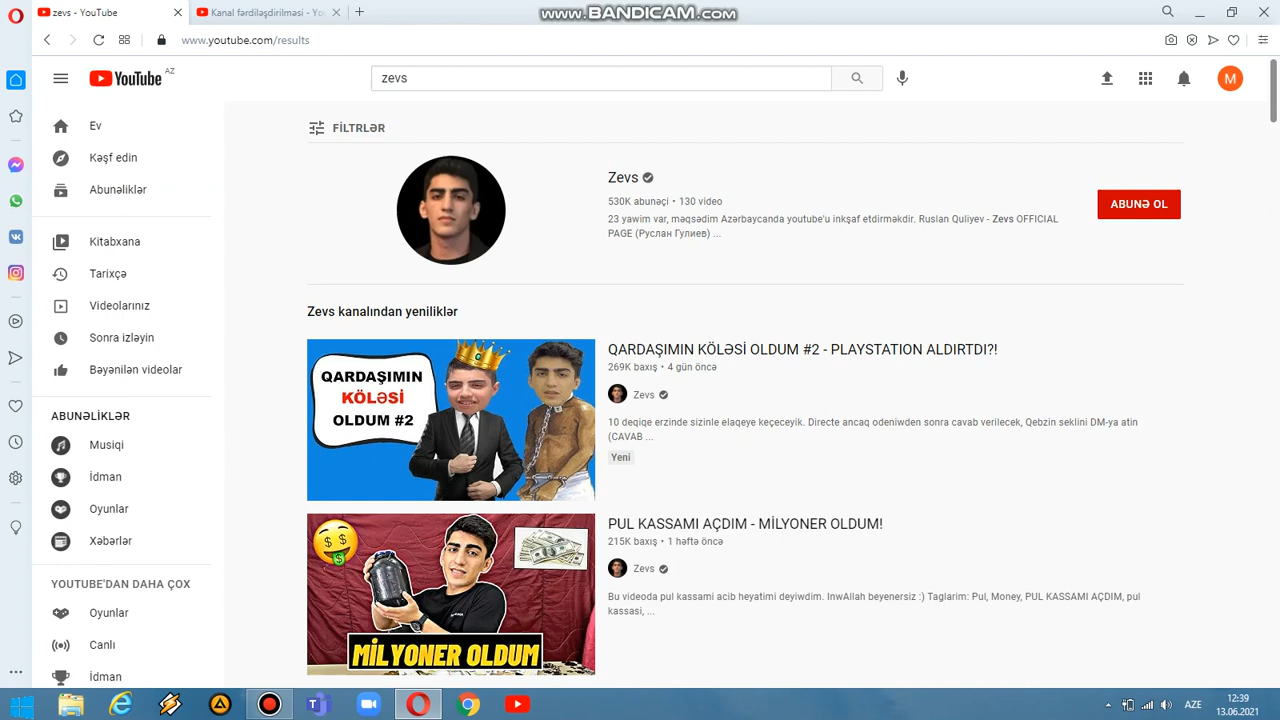 zevs - YouTube
Kanal fərdiləşdirilməsi - You
www.BANDICAM.com
www.youtube.com/results
YouTube AZ
zevs
M
Ev
Kəşf edin
Abunəliklər
Kitabxana
Tarixçə
Videolarınız
Sonra izləyin
Bəyənilən videolar
ABUNƏLİKLƏR
Musiqi
İdman
Oyunlar
Xəbərlər
YOUTUBE'DAN DAHA ÇOX
Oyunlar
Canlı
İdman
FİLTRLƏR
Zevs
530K abunəçi • 130 video
23 yawim var, məqsədim Azərbaycanda youtube'u inkşaf etdirməkdir. Ruslan Quliyev - Zevs OFFICIAL
PAGE (Руслан Гулиев) ...
ABUNƏ OL
Zevs kanalından yeniliklər
QARDAŞIMIN
KÖLƏSİ
OLDUM #2
QARDAŞIMIN KÖLƏSİ OLDUM #2 - PLAYSTATION ALDIRTDI?!
269K baxış • 4 gün öncə
Zevs
10 deqiqe erzinde sizinle elaqeye keçeceyik. Directe ancaq odeniwden sonra cavab verilecek, Qebzin seklini DM-ya atin
(CAVAB ...
Yeni
MİLYONER OLDUM
PUL KASSAMI AÇDIM - MİLYONER OLDUM!
215K baxış • 1 həftə öncə
Zevs
Bu videoda pul kassami acib heyatimi deyiwdim. InwAllah beyenersiz :) Taglarim: Pul, Money, PUL KASSAMI AÇDIM, pul
kassasi, ...
AZE
12:39
13.06.2021